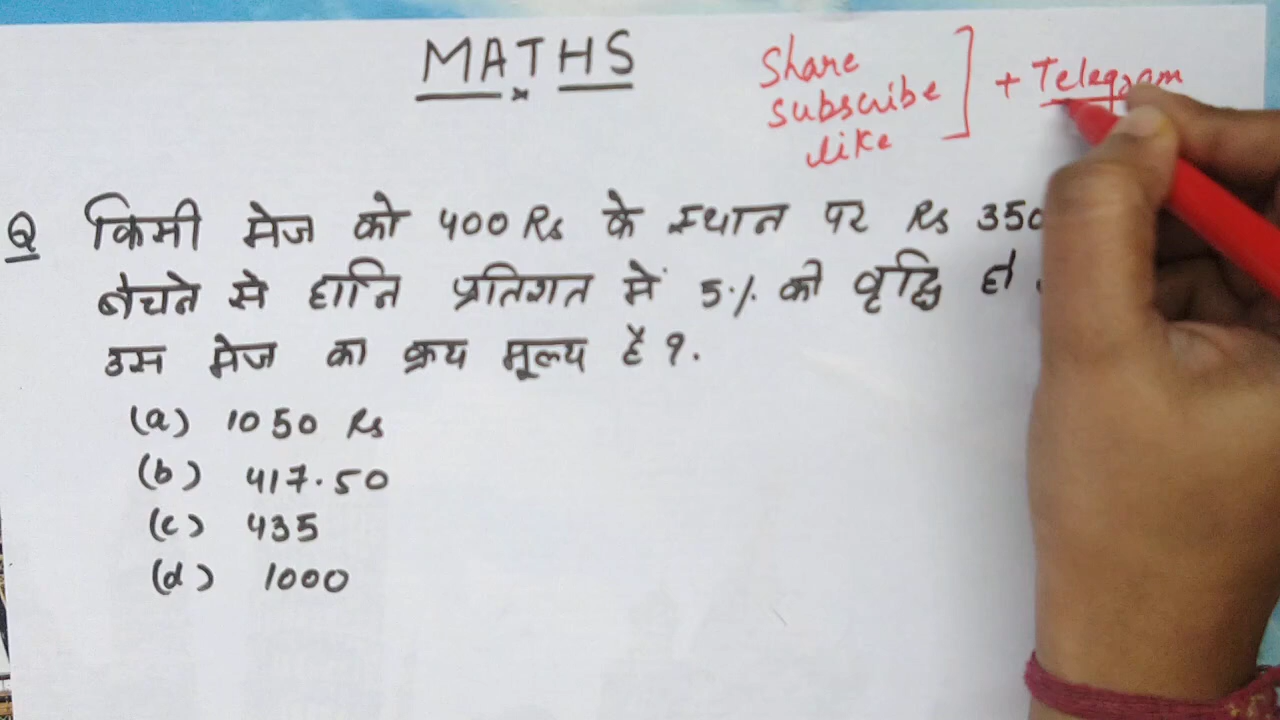 MATHS
Share
subscribe
like
+ Telegram
Q किसी मेज को 400 Rs के स्थान पर Rs 350
बेचने से हानि प्रतिशत में 5% की वृद्धि हो
उस मेज का क्रय मूल्य है ?.
(a) 1050 Rs
(b) 417.50
(c) 435
(d) 1000